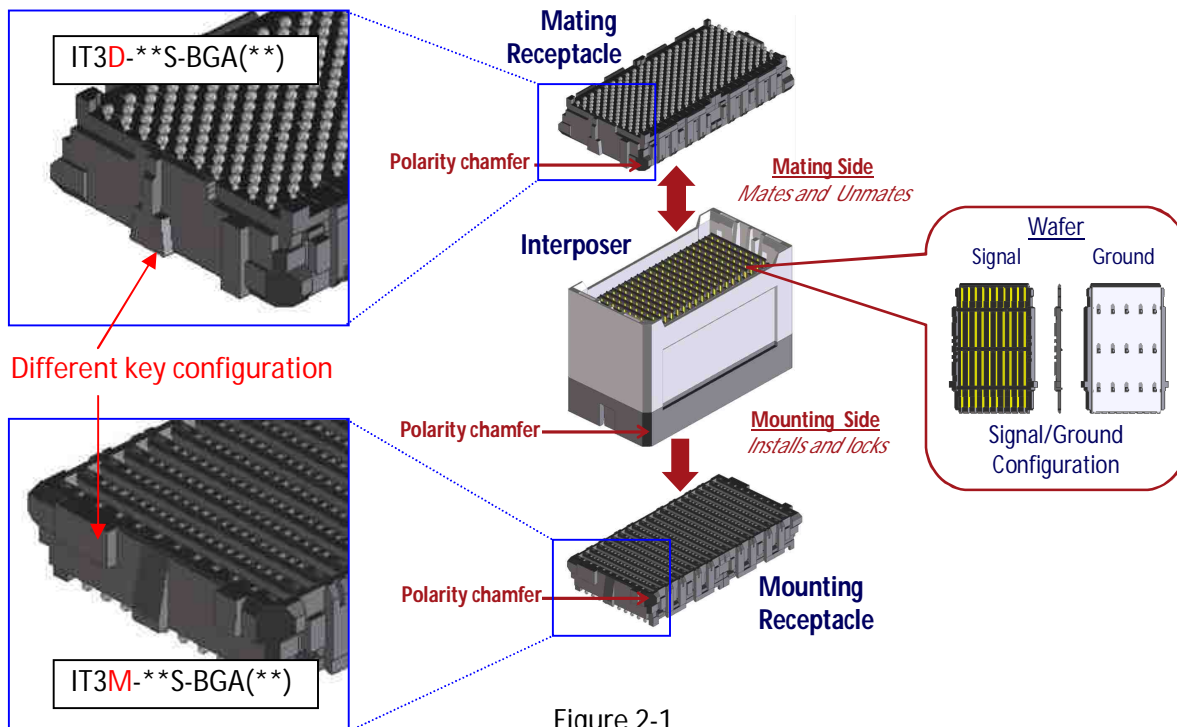 IT3D-**S-BGA(**)
Mating
Receptacle
Polarity chamfer
Mating Side
Mates and Unmates
Interposer
Wafer
Signal
Ground
Signal/Ground
Configuration
Different key configuration
Polarity chamfer
Mounting Side
Installs and locks
Polarity chamfer
Mounting
Receptacle
IT3M-**S-BGA(**)
Figure 2-1